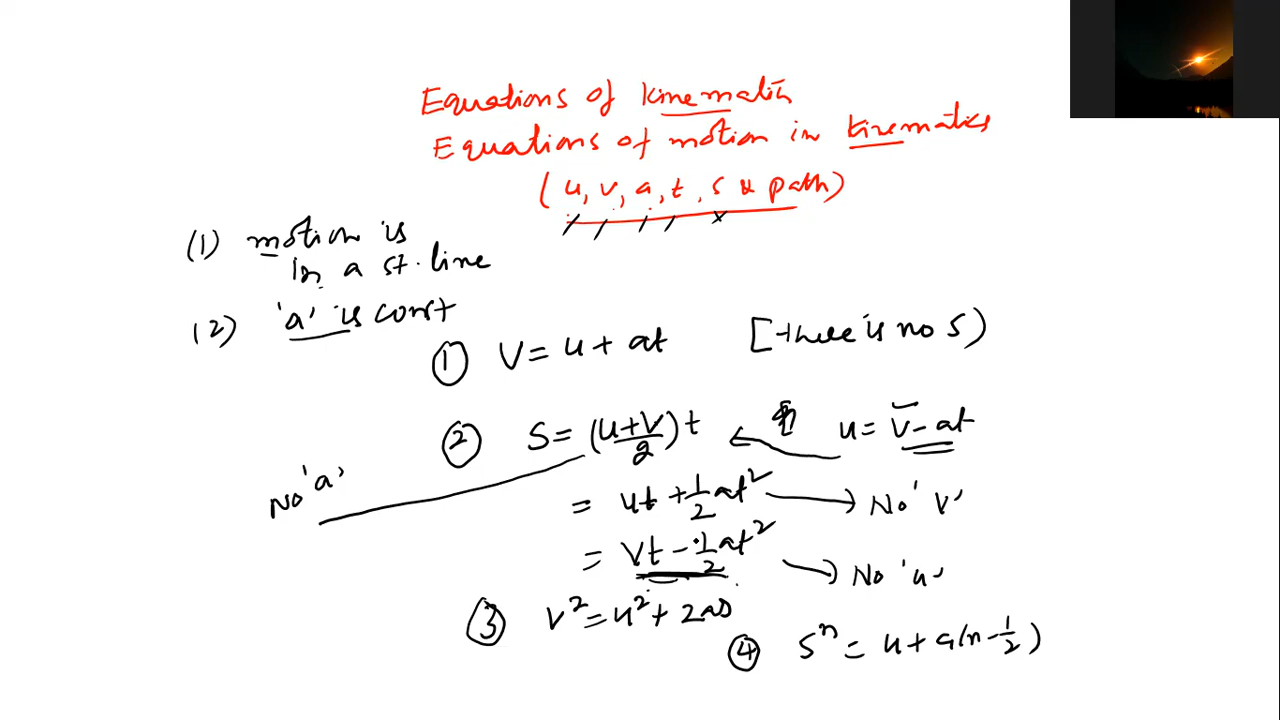 Equations of kinematics
Equations of motion in kinematics
(u, v, a, t, s & path)
(1) motion is
in a st. line
(2) 'a' is const
① V = u + at [there is no S)
② S = (u+V/2) t u = v - at
No 'a'
= ut + 1/2 at² → No 'V'
= Vt - 1/2 at² → No 'u'
③ V² = u² + 2as
④ Sⁿ = u + a(n - 1/2)